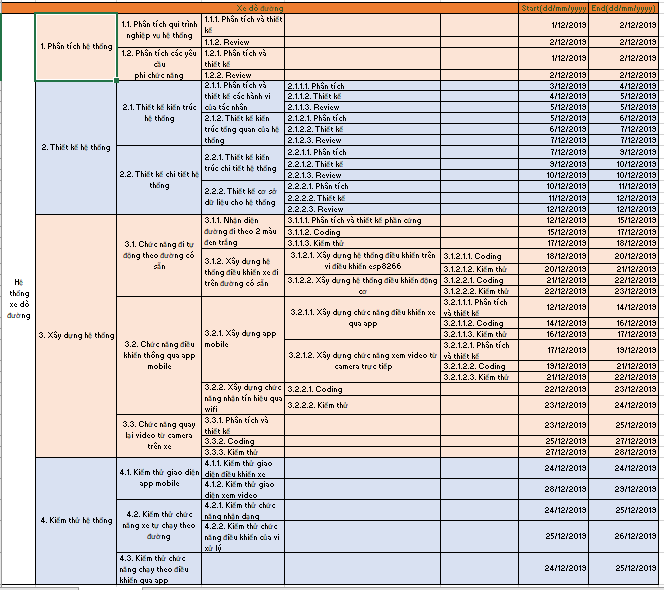 Xe dò đường Start(dd/mm/yyyy) End(dd/mm/yyyy)
Hệ thống xe dò đường
1. Phân tích hệ thống
1.1. Phân tích qui trình nghiệp vụ hệ thống
1.1.1. Phân tích và thiết kế 1/12/2019 2/12/2019
1.1.2. Review 2/12/2019 2/12/2019
1.2. Phân tích các yêu cầu phi chức năng
1.2.1. Phân tích và thiết kế 1/12/2019 2/12/2019
1.2.2. Review 2/12/2019 2/12/2019
2. Thiết kế hệ thống
2.1. Thiết kế kiến trúc hệ thống
2.1.1. Phân tích và thiết kế các hành vi của tác nhân
2.1.1.1. Phân tích 3/12/2019 4/12/2019
2.1.1.2. Thiết kế 4/12/2019 5/12/2019
2.1.1.3. Review 5/12/2019 5/12/2019
2.1.2. Thiết kế kiến trúc tổng quan của hệ thống
2.1.2.1. Phân tích 5/12/2019 6/12/2019
2.1.2.2. Thiết kế 6/12/2019 7/12/2019
2.1.2.3. Review 7/12/2019 7/12/2019
2.2. Thiết kế chi tiết hệ thống
2.2.1. Thiết kế kiến trúc chi tiết hệ thống
2.2.1.1. Phân tích 7/12/2019 9/12/2019
2.2.1.2. Thiết kế 9/12/2019 10/12/2019
2.2.1.3. Review 10/12/2019 10/12/2019
2.2.2. Thiết kế cơ sở dữ liệu cho hệ thống
2.2.2.1. Phân tích 10/12/2019 11/12/2019
2.2.2.2. Thiết kế 11/12/2019 12/12/2019
2.2.2.3. Review 12/12/2019 12/12/2019
3. Xây dựng hệ thống
3.1. Chức năng đi tự động theo đường có sẵn
3.1.1. Nhận diện đường đi theo 2 màu đen trắng
3.1.1.1. Phân tích và thiết kế phần cứng 12/12/2019 15/12/2019
3.1.1.2. Coding 15/12/2019 17/12/2019
3.1.1.3. Kiểm thử 17/12/2019 18/12/2019
3.1.2. Xây dựng hệ thống điều khiển xe đi trên đường có sẵn
3.1.2.1. Xây dựng hệ thống điều khiển trên vi điều khiển esp8266
3.1.2.1.1. Coding 18/12/2019 20/12/2019
3.1.2.1.2. Kiểm thử 20/12/2019 21/12/2019
3.1.2.2. Xây dựng hệ thống điều khiển động cơ
3.1.2.2.1. Coding 21/12/2019 22/12/2019
3.1.2.2.2. Kiểm thử 22/12/2019 23/12/2019
3.2. Chức năng điều khiển thông qua app mobile
3.2.1. Xây dựng app mobile
3.2.1.1. Xây dựng chức năng điều khiển xe qua app
3.2.1.1.1. Phân tích và thiết kế 12/12/2019 14/12/2019
3.2.1.1.2. Coding 14/12/2019 16/12/2019
3.2.1.1.3. Kiểm thử 16/12/2019 17/12/2019
3.2.1.2. Xây dựng chức năng xem video từ camera trực tiếp
3.2.1.2.1. Phân tích và thiết kế 17/12/2019 19/12/2019
3.2.1.2.2. Coding 19/12/2019 21/12/2019
3.2.1.2.3. Kiểm thử 21/12/2019 22/12/2019
3.2.2. Xây dựng chức năng nhận tín hiệu qua wifi
3.2.2.1. Coding 22/12/2019 23/12/2019
3.2.2.2. Kiểm thử 23/12/2019 24/12/2019
3.3. Chức năng quay lại video từ camera trên xe
3.3.1. Phân tích và thiết kế 23/12/2019 25/12/2019
3.3.2. Coding 25/12/2019 27/12/2019
3.3.3. Kiểm thử 27/12/2019 28/12/2019
4. Kiểm thử hệ thống
4.1. Kiểm thử giao diện app mobile
4.1.1. Kiểm thử giao diện điều khiển xe 24/12/2019 24/12/2019
4.1.2. Kiểm thử giao diện xem video 28/12/2019 29/12/2019
4.2. Kiểm thử chức năng xe tự chạy theo đường
4.2.1. Kiểm thử chức năng nhận dạng 24/12/2019 25/12/2019
4.2.2. Kiểm thử chức năng điều khiển của vi xử lý 25/12/2019 26/12/2019
4.3. Kiểm thử chức năng chạy theo điều khiển qua app 24/12/2019 25/12/2019